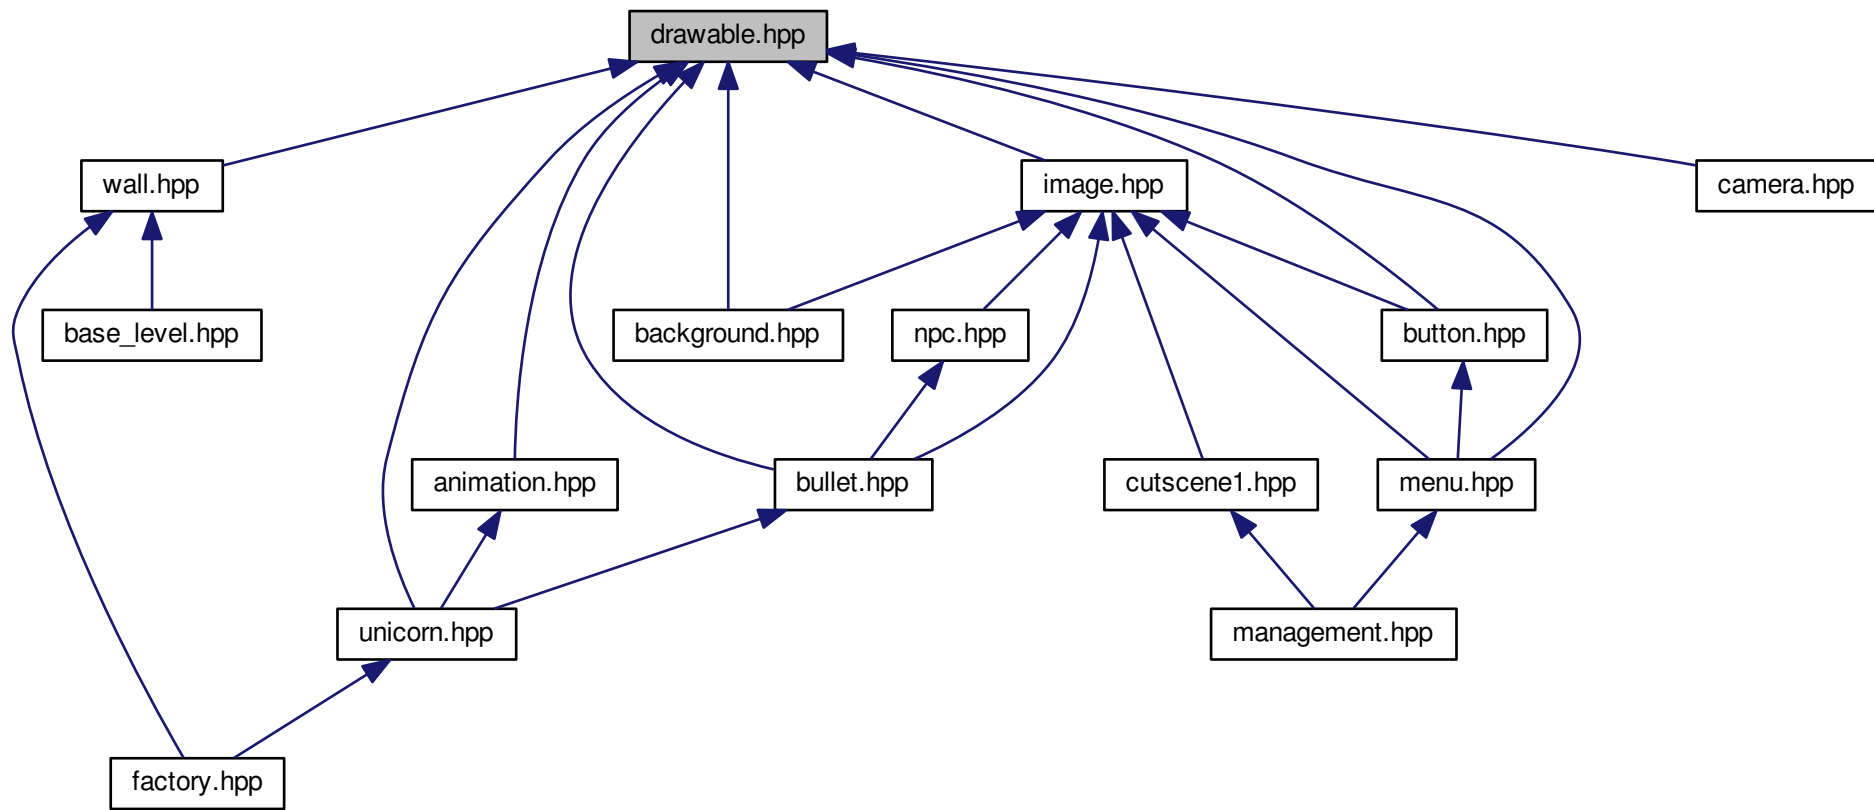 drawable.hpp
wall.hpp
image.hpp
camera.hpp
base_level.hpp
background.hpp
npc.hpp
button.hpp
animation.hpp
bullet.hpp
cutscene1.hpp
menu.hpp
unicorn.hpp
management.hpp
factory.hpp